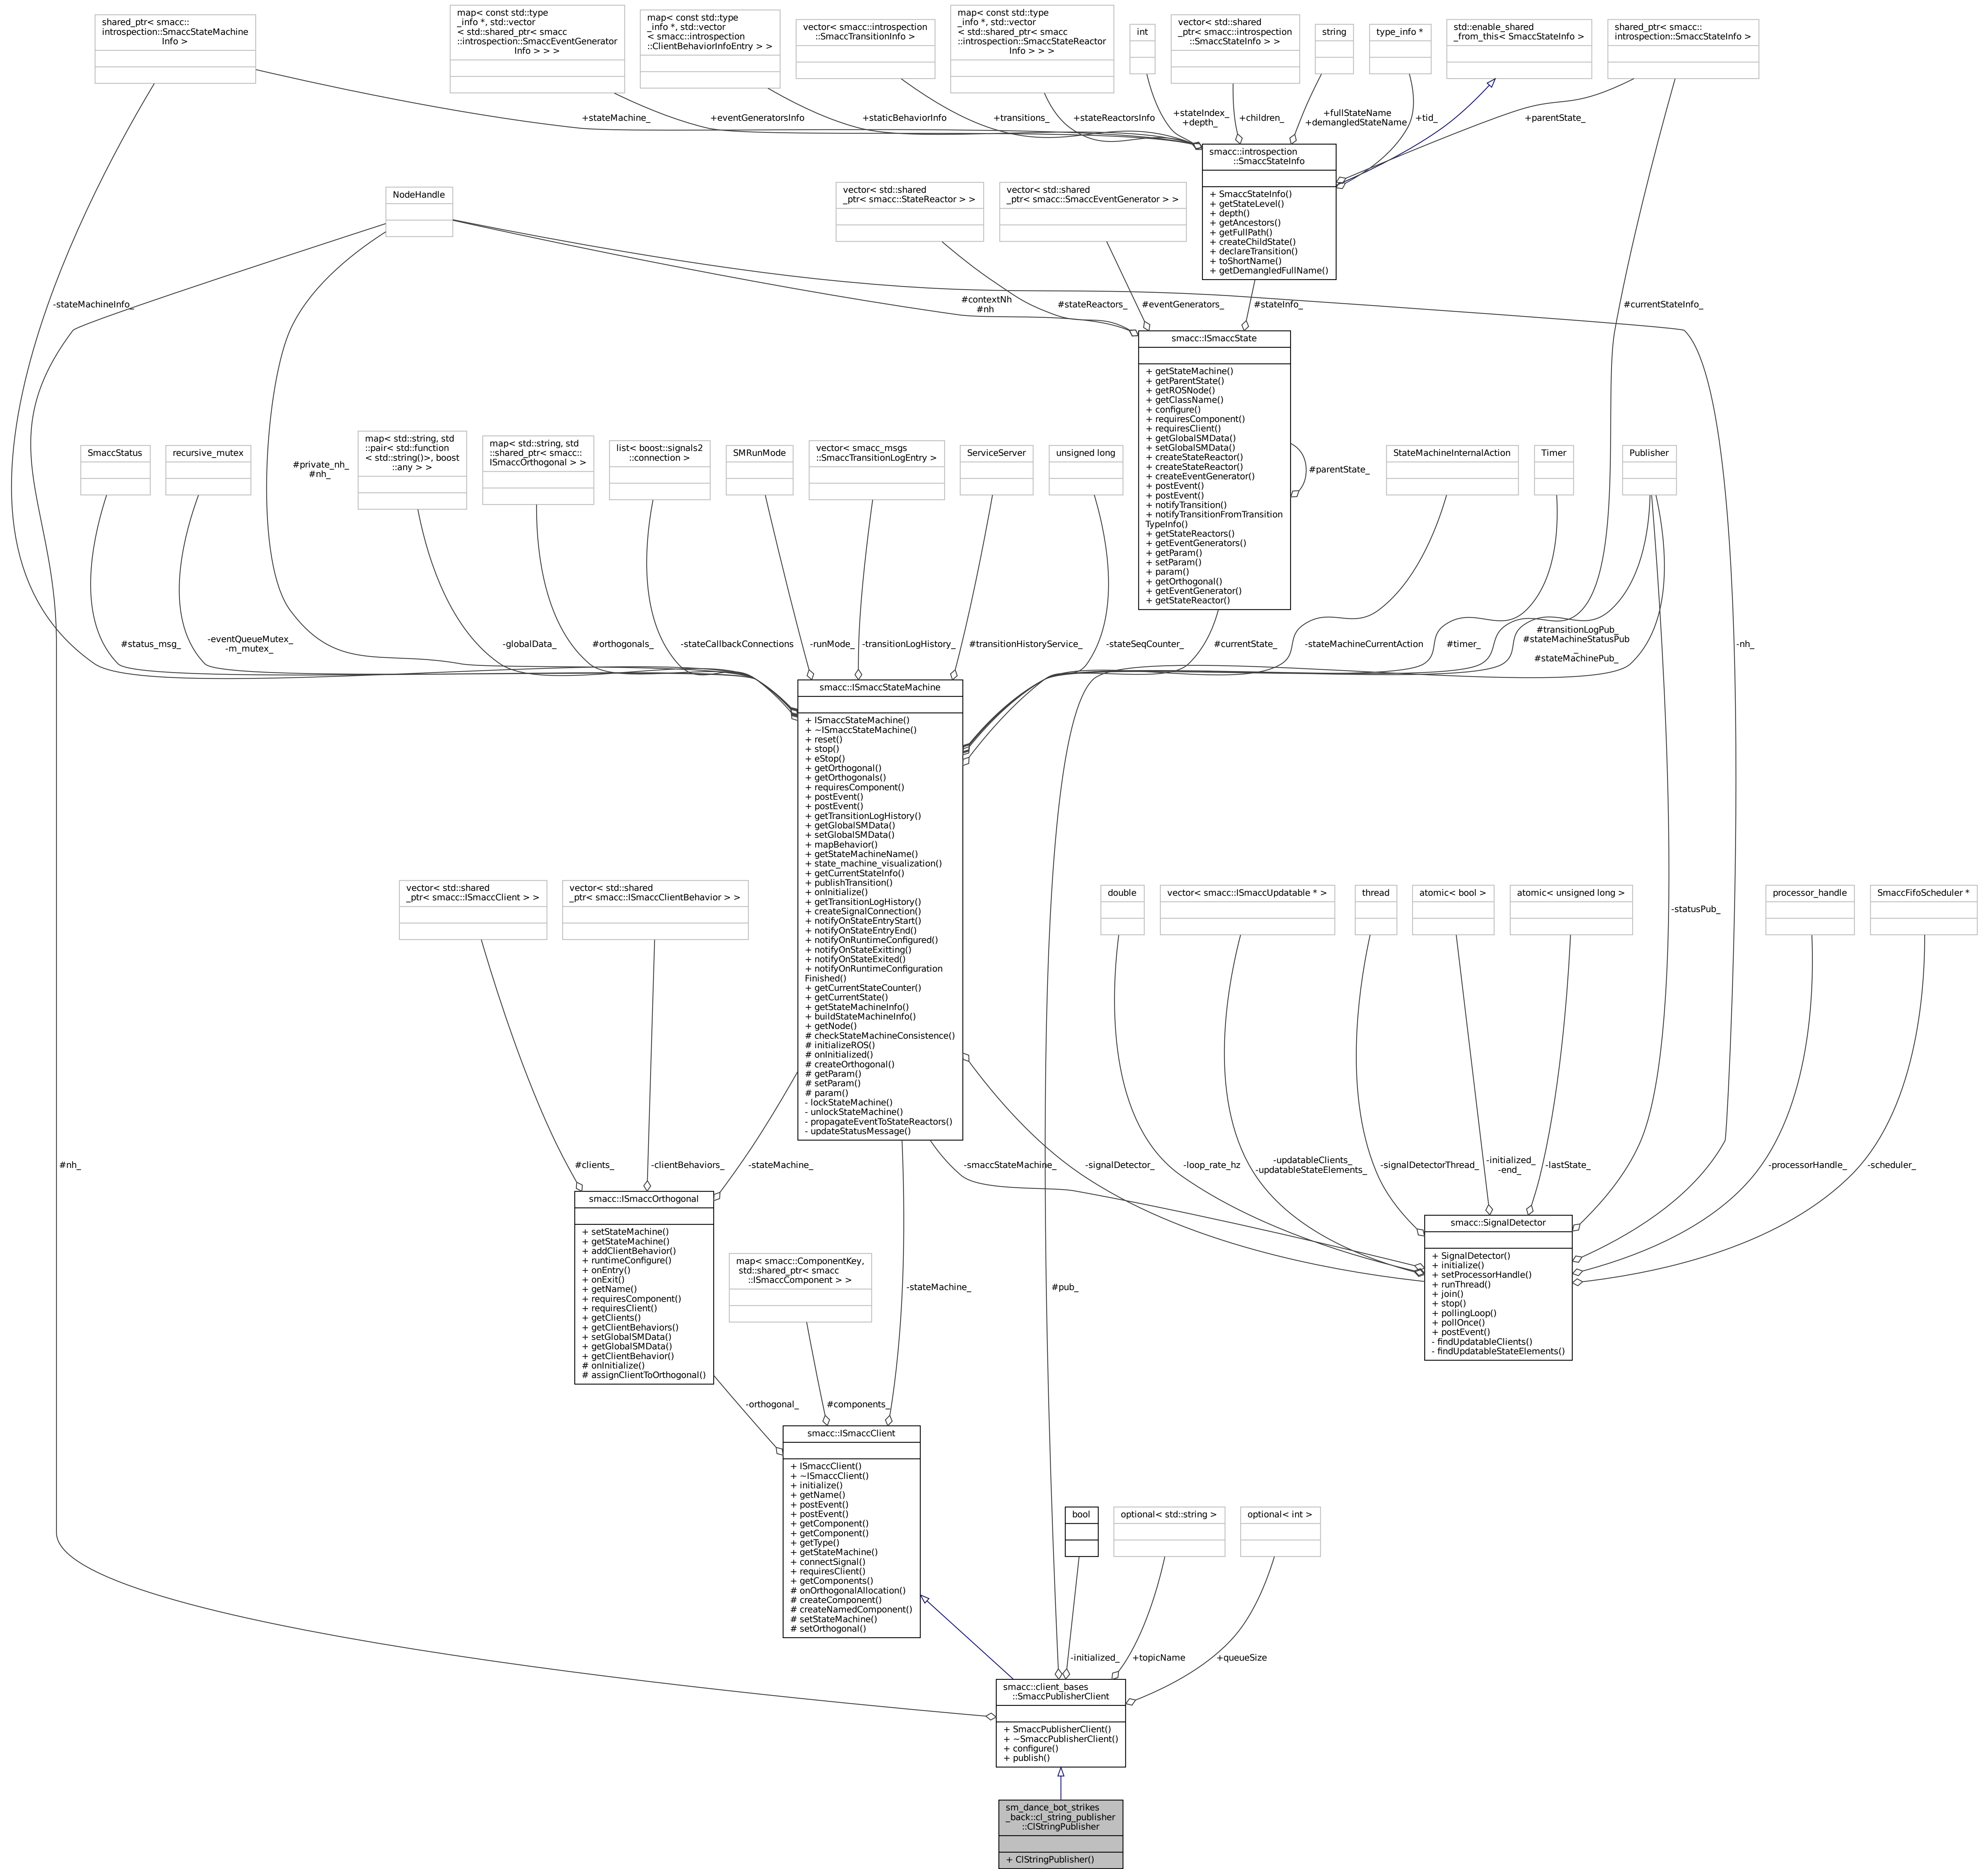 shared_ptr< smacc::
introspection::SmaccStateMachine
Info >
map< const std::type
_info *, std::vector
< std::shared_ptr< smacc
::introspection::SmaccEventGenerator
Info > > >
map< const std::type
_info *, std::vector
< smacc::introspection
::ClientBehaviorInfoEntry > >
vector< smacc::introspection
::SmaccTransitionInfo >
map< const std::type
_info *, std::vector
< std::shared_ptr< smacc
::introspection::SmaccStateReactor
Info > > >
int
vector< std::shared
_ptr< smacc::introspection
::SmaccStateInfo > >
string
type_info *
std::enable_shared
_from_this< SmaccStateInfo >
shared_ptr< smacc::
introspection::SmaccStateInfo >
+stateMachine_
+eventGeneratorsInfo
+staticBehaviorInfo
+transitions_
+stateReactorsInfo
+stateIndex_
+depth_
+children_
+fullStateName
+demangledStateName
+tid_
+parentState_
smacc::introspection
::SmaccStateInfo
+ SmaccStateInfo()
+ getStateLevel()
+ depth()
+ getAncestors()
+ getFullPath()
+ createChildState()
+ declareTransition()
+ toShortName()
+ getDemangledFullName()
NodeHandle
vector< std::shared
_ptr< smacc::StateReactor > >
vector< std::shared
_ptr< smacc::SmaccEventGenerator > >
-stateMachineInfo_
#contextNh
#nh
#stateReactors_
#eventGenerators_
#stateInfo_
#currentStateInfo_
smacc::ISmaccState
+ getStateMachine()
+ getParentState()
+ getROSNode()
+ getClassName()
+ configure()
+ requiresComponent()
+ requiresClient()
+ getGlobalSMData()
+ setGlobalSMData()
+ createStateReactor()
+ createStateReactor()
+ createEventGenerator()
+ postEvent()
+ postEvent()
+ notifyTransition()
+ notifyTransitionFromTransition
TypeInfo()
+ getStateReactors()
+ getEventGenerators()
+ getParam()
+ setParam()
+ param()
+ getOrthogonal()
+ getEventGenerator()
+ getStateReactor()
#parentState_
SmaccStatus
recursive_mutex
#private_nh_
#nh_
map< std::string, std
::pair< std::function
< std::string()>, boost
::any > >
map< std::string, std
::shared_ptr< smacc::
ISmaccOrthogonal > >
list< boost::signals2
::connection >
SMRunMode
vector< smacc_msgs
::SmaccTransitionLogEntry >
ServiceServer
unsigned long
StateMachineInternalAction
Timer
Publisher
#status_msg_
-eventQueueMutex_
-m_mutex_
-globalData_
#orthogonals_
-stateCallbackConnections
-runMode_
-transitionLogHistory_
#transitionHistoryService_
-stateSeqCounter_
#currentState_
-stateMachineCurrentAction
#timer_
#transitionLogPub_
#stateMachineStatusPub
_
#stateMachinePub_
-nh_
smacc::ISmaccStateMachine
+ ISmaccStateMachine()
+ ~ISmaccStateMachine()
+ reset()
+ stop()
+ eStop()
+ getOrthogonal()
+ getOrthogonals()
+ requiresComponent()
+ postEvent()
+ postEvent()
+ getTransitionLogHistory()
+ getGlobalSMData()
+ setGlobalSMData()
+ mapBehavior()
+ getStateMachineName()
+ state_machine_visualization()
+ getCurrentStateInfo()
+ publishTransition()
+ onInitialize()
+ getTransitionLogHistory()
+ createSignalConnection()
+ notifyOnStateEntryStart()
+ notifyOnStateEntryEnd()
+ notifyOnRuntimeConfigured()
+ notifyOnStateExitting()
+ notifyOnStateExited()
+ notifyOnRuntimeConfiguration
Finished()
+ getCurrentStateCounter()
+ getCurrentState()
+ getStateMachineInfo()
+ buildStateMachineInfo()
+ getNode()
# checkStateMachineConsistence()
# initializeROS()
# onInitialized()
# createOrthogonal()
# getParam()
# setParam()
# param()
- lockStateMachine()
- unlockStateMachine()
- propagateEventToStateReactors()
- updateStatusMessage()
vector< std::shared
_ptr< smacc::ISmaccClient > >
vector< std::shared
_ptr< smacc::ISmaccClientBehavior > >
double
vector< smacc::ISmaccUpdatable * >
thread
atomic< bool >
atomic< unsigned long >
-statusPub_
processor_handle
SmaccFifoScheduler *
#nh_
#clients_
-clientBehaviors_
-stateMachine_
-smaccStateMachine_
-signalDetector_
-loop_rate_hz
-updatableClients_
-updatableStateElements_
-signalDetectorThread_
-initialized_
-end_
-lastState_
-processorHandle_
-scheduler_
smacc::ISmaccOrthogonal
+ setStateMachine()
+ getStateMachine()
+ addClientBehavior()
+ runtimeConfigure()
+ onEntry()
+ onExit()
+ getName()
+ requiresComponent()
+ requiresClient()
+ getClients()
+ getClientBehaviors()
+ setGlobalSMData()
+ getGlobalSMData()
+ getClientBehavior()
# onInitialize()
# assignClientToOrthogonal()
smacc::SignalDetector
+ SignalDetector()
+ initialize()
+ setProcessorHandle()
+ runThread()
+ join()
+ stop()
+ pollingLoop()
+ pollOnce()
+ postEvent()
- findUpdatableClients()
- findUpdatableStateElements()
map< smacc::ComponentKey,
std::shared_ptr< smacc
::ISmaccComponent > >
-stateMachine_
#pub_
-orthogonal_
#components_
smacc::ISmaccClient
+ ISmaccClient()
+ ~ISmaccClient()
+ initialize()
+ getName()
+ postEvent()
+ postEvent()
+ getComponent()
+ getComponent()
+ getType()
+ getStateMachine()
+ connectSignal()
+ requiresClient()
+ getComponents()
# onOrthogonalAllocation()
# createComponent()
# createNamedComponent()
# setStateMachine()
# setOrthogonal()
bool
optional< std::string >
optional< int >
-initialized_
+topicName
+queueSize
smacc::client_bases
::SmaccPublisherClient
+ SmaccPublisherClient()
+ ~SmaccPublisherClient()
+ configure()
+ publish()
sm_dance_bot_strikes
_back::cl_string_publisher
::ClStringPublisher
+ ClStringPublisher()